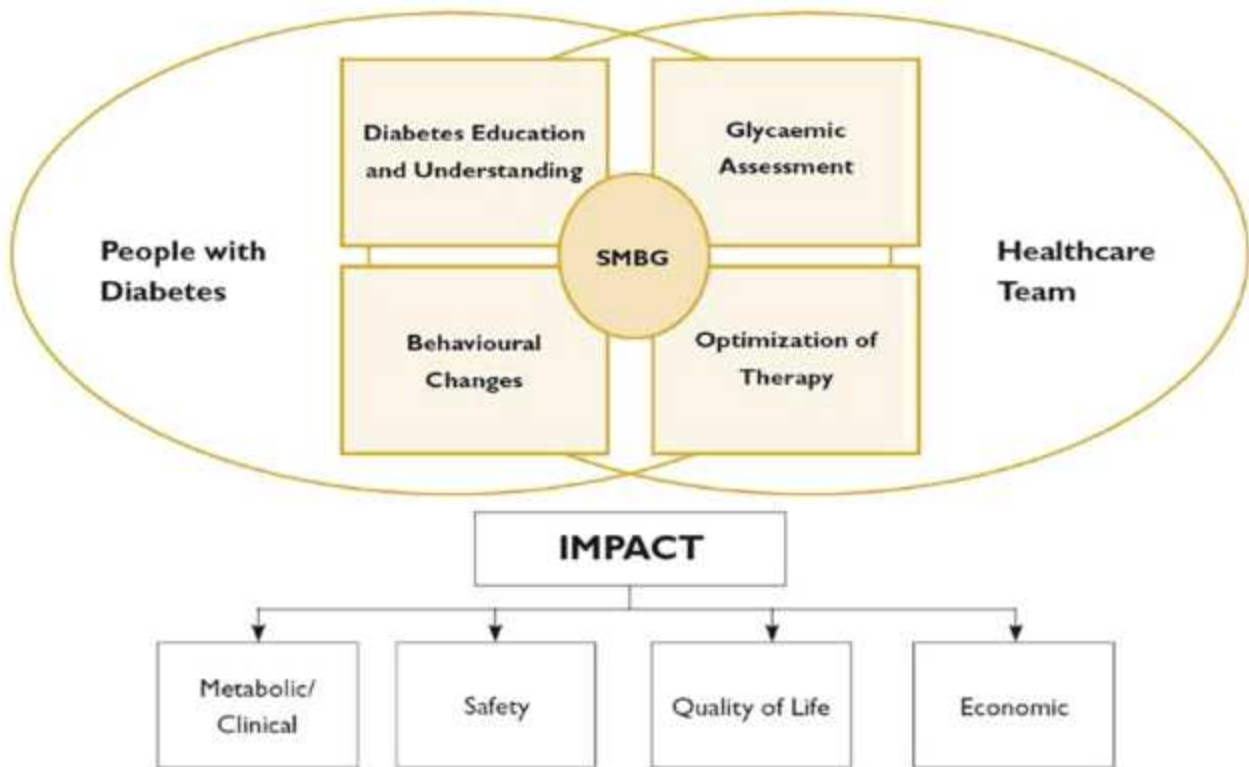 Diabetes Education
and Understanding
Glycaemic
Assessment
People with
Diabetes
SMBG
Healthcare
Team
Behavioural
Changes
Optimization of
Therapy
IMPACT
Metabolic/
Clinical
Safety
Quality of Life
Economic